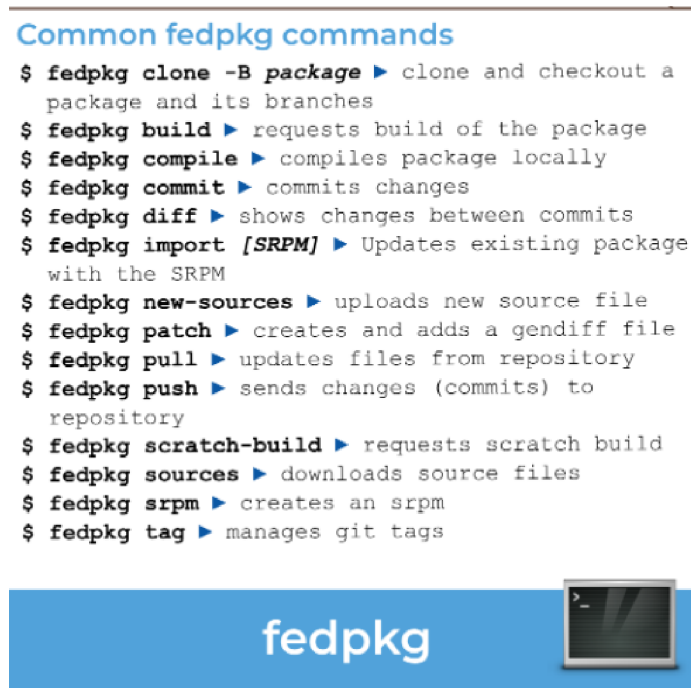 Common fedpkg commands
$ fedpkg clone -B package ▶ clone and checkout a
package and its branches
$ fedpkg build ▶ requests build of the package
$ fedpkg compile ▶ compiles package locally
$ fedpkg commit ▶ commits changes
$ fedpkg diff ▶ shows changes between commits
$ fedpkg import [SRPM] ▶ Updates existing package
with the SRPM
$ fedpkg new-sources ▶ uploads new source file
$ fedpkg patch ▶ creates and adds a gendiff file
$ fedpkg pull ▶ updates files from repository
$ fedpkg push ▶ sends changes (commits) to
repository
$ fedpkg scratch-build ▶ requests scratch build
$ fedpkg sources ▶ downloads source files
$ fedpkg srpm ▶ creates an srpm
$ fedpkg tag ▶ manages git tags
>_
fedpkg